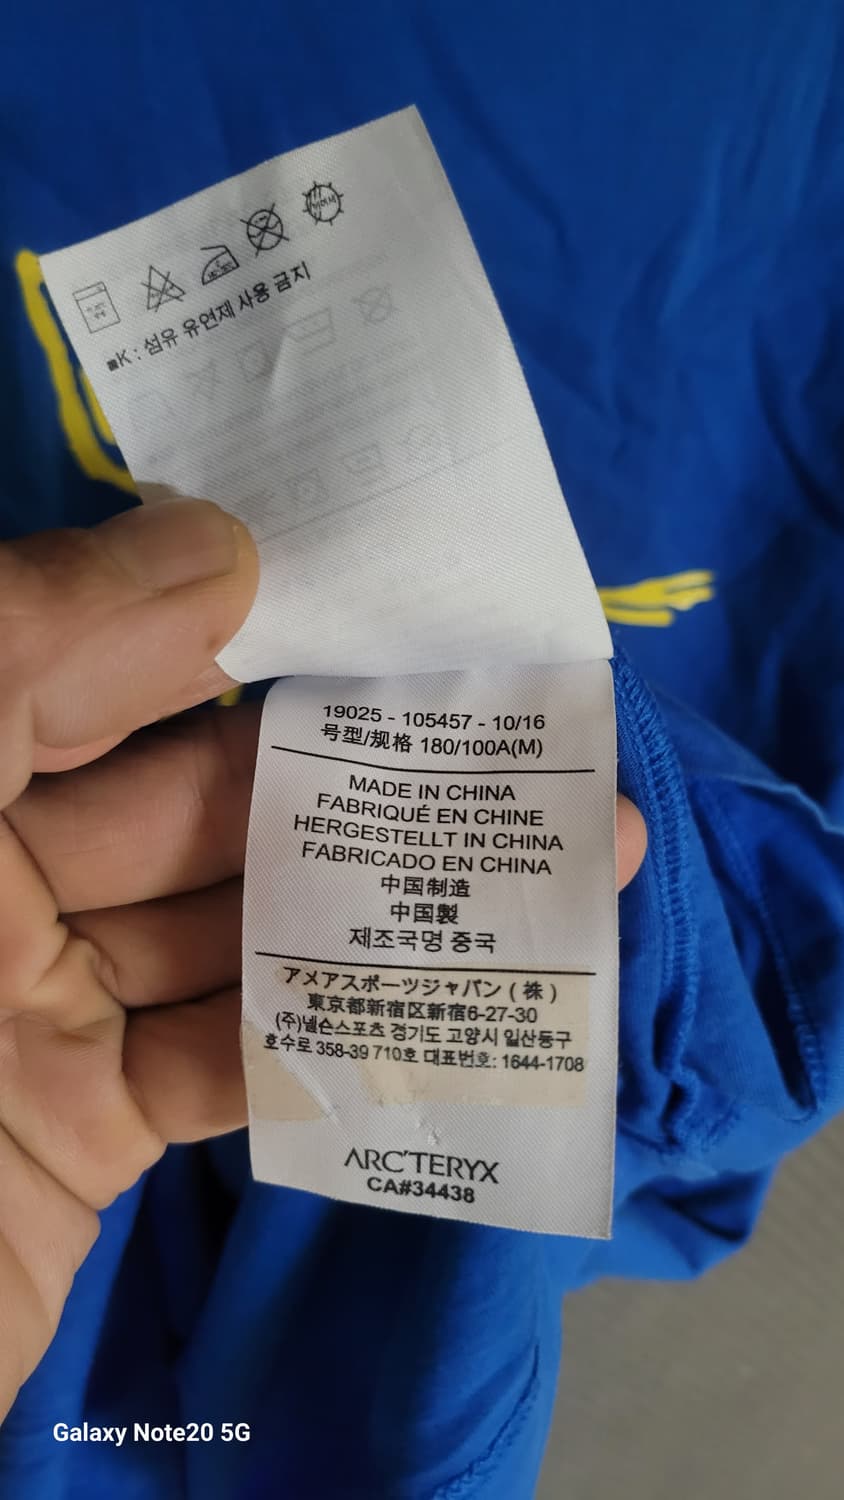 ■K : 섬유 유연제 사용 금지
19025 - 105457 - 10/16
号型/规格 180/100A(M)
MADE IN CHINA
FABRIQUÉ EN CHINE
HERGESTELLT IN CHINA
FABRICADO EN CHINA
中国制造
中国製
제조국명 중국
アメアスポーツジャパン ( 株 )
東京都新宿区新宿6-27-30
(주)넬슨스포츠 경기도 고양시 일산동구
호수로 358-39 710호 대표번호: 1644-1708
ARC'TERYX
CA#34438
Galaxy Note20 5G